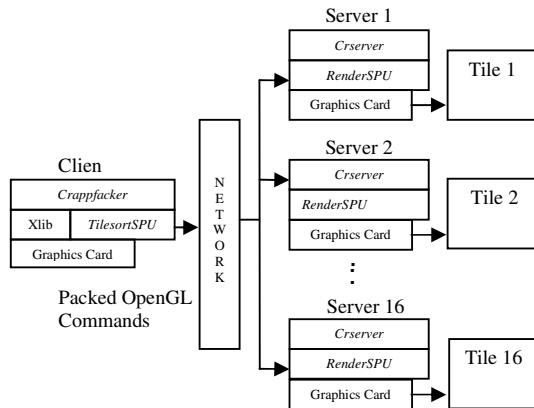 Server 1
Crserver
RenderSPU
Graphics Card
Tile 1
Clien
Crappfacker
Xlib TilesortSPU
Graphics Card
Packed OpenGL
Commands
NETWORK
Server 2
Crserver
RenderSPU
Graphics Card
Tile 2
Server 16
Crserver
RenderSPU
Graphics Card
Tile 16